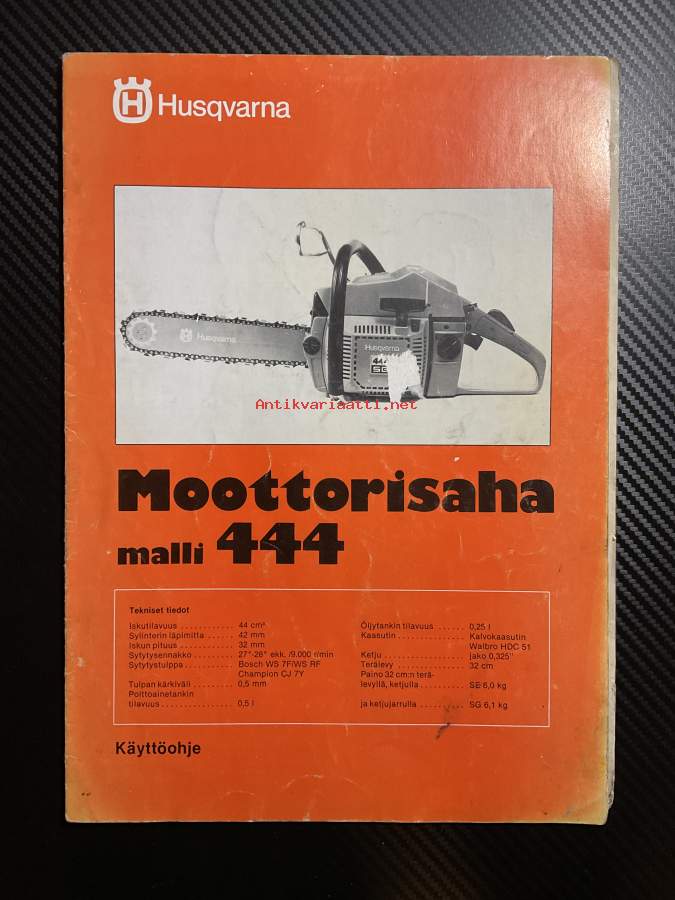 Husqvarna
Husqvarna
Husqvarna
444
Antikvariaatti.net
Moottorisaha
malli 444
Tekniset tiedot
Iskutilavuus ........... 44 cm³
Sylinterin läpimitta .... 42 mm
Iskun pituus ........... 32 mm
Sytytysennakko ....... 27°-28° ekk. /9.000 r/min
Sytytystulppa .......... Bosch WS 7F/WS RF
Champion CJ 7Y
Tulpan kärkiväli ....... 0,5 mm
Polttoainetankin
tilavuus ............... 0,5 l
Öljytankin tilavuus ...... 0,25 l
Kaasutin ............... Kalvokaasutin
Walbro HDC 51
Ketju ................. jako 0,325"
Terälevy .............. 32 cm
Paino 32 cm:n terä-
levyllä, ketjulla ......... SE 6,0 kg
ja ketjujarrulla ......... SG 6,1 kg
Käyttöohje